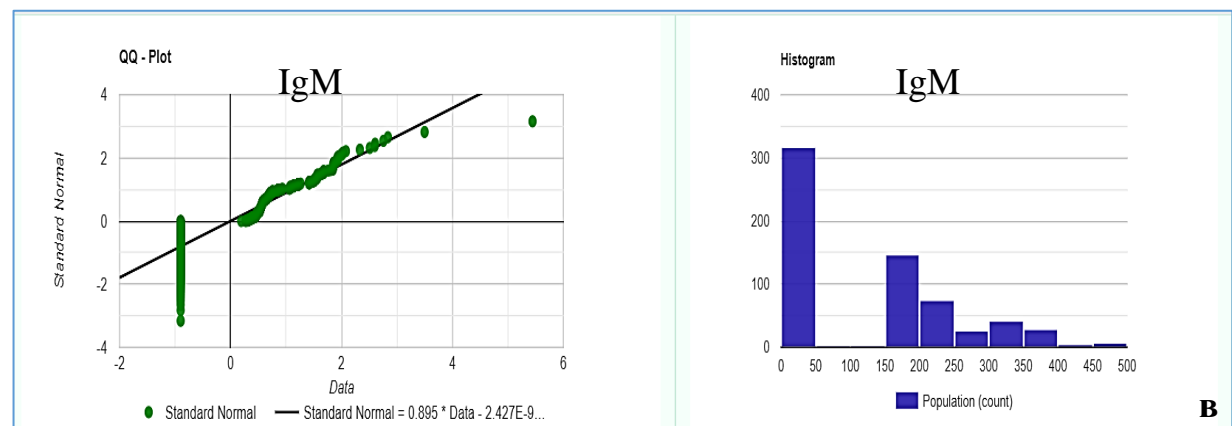 QQ - Plot
IgM
4
2
0
-2
-4
Standard Normal
-2 0 2 4 6
Data
Standard Normal
Standard Normal = 0.895 * Data - 2.427E-9...
Histogram
IgM
400
300
200
100
0
0 50 100 150 200 250 300 350 400 450 500
Population (count)
B